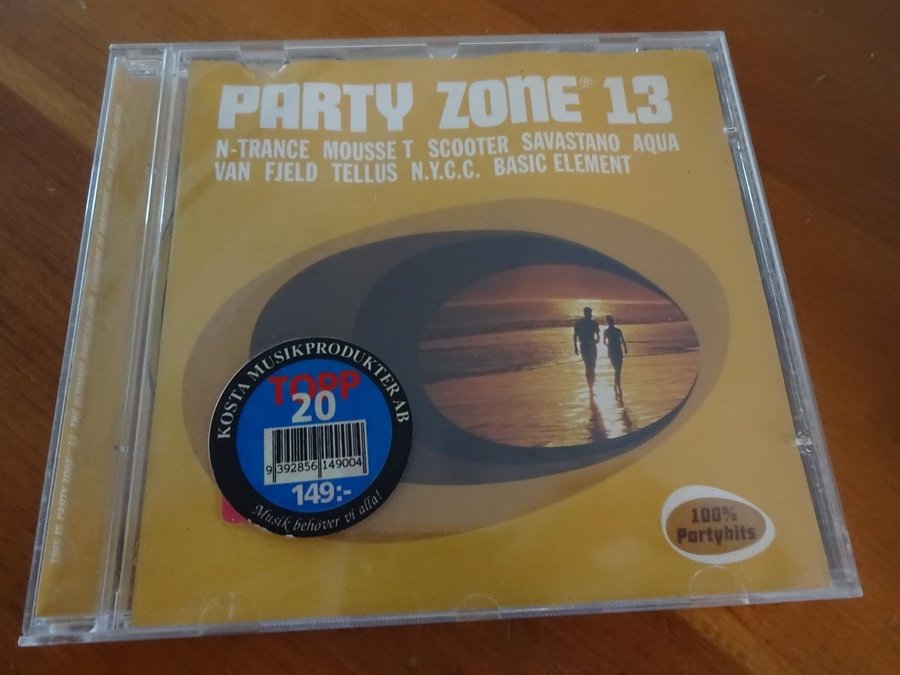 PARTY ZONE® 13
N-TRANCE MOUSSE T SCOOTER SAVASTANO AQUA
VAN FJELD TELLUS N.Y.C.C. BASIC ELEMENT
KOSTA MUSIKPRODUKTER AB
TOPP
20
9 392856 149004
149:-
Musik behöver vi alla!
100%
Partyhits